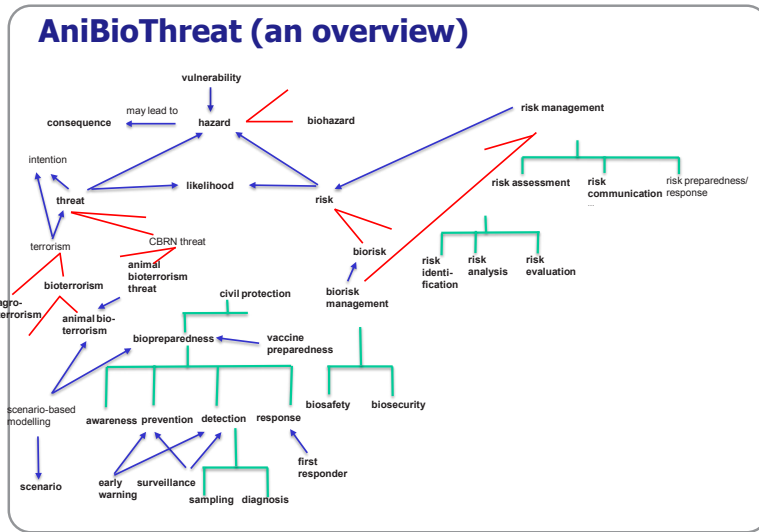 AniBioThreat (an overview)
vulnerability
may lead to
consequence
hazard
biohazard
risk management
intention
likelihood
threat
risk
risk assessment
risk
communication
risk preparedness/
response
terrorism
CBRN threat
biorisk
risk
identi-
fication
risk
analysis
risk
evaluation
animal
bioterrorism
threat
bioterrorism
biorisk
management
civil protection
agro-
terrorism
animal bio-
terrorism
biopreparedness
vaccine
preparedness
biosafety
biosecurity
scenario-based
modelling
awareness
prevention
detection
response
first
responder
scenario
early
warning
surveillance
sampling
diagnosis